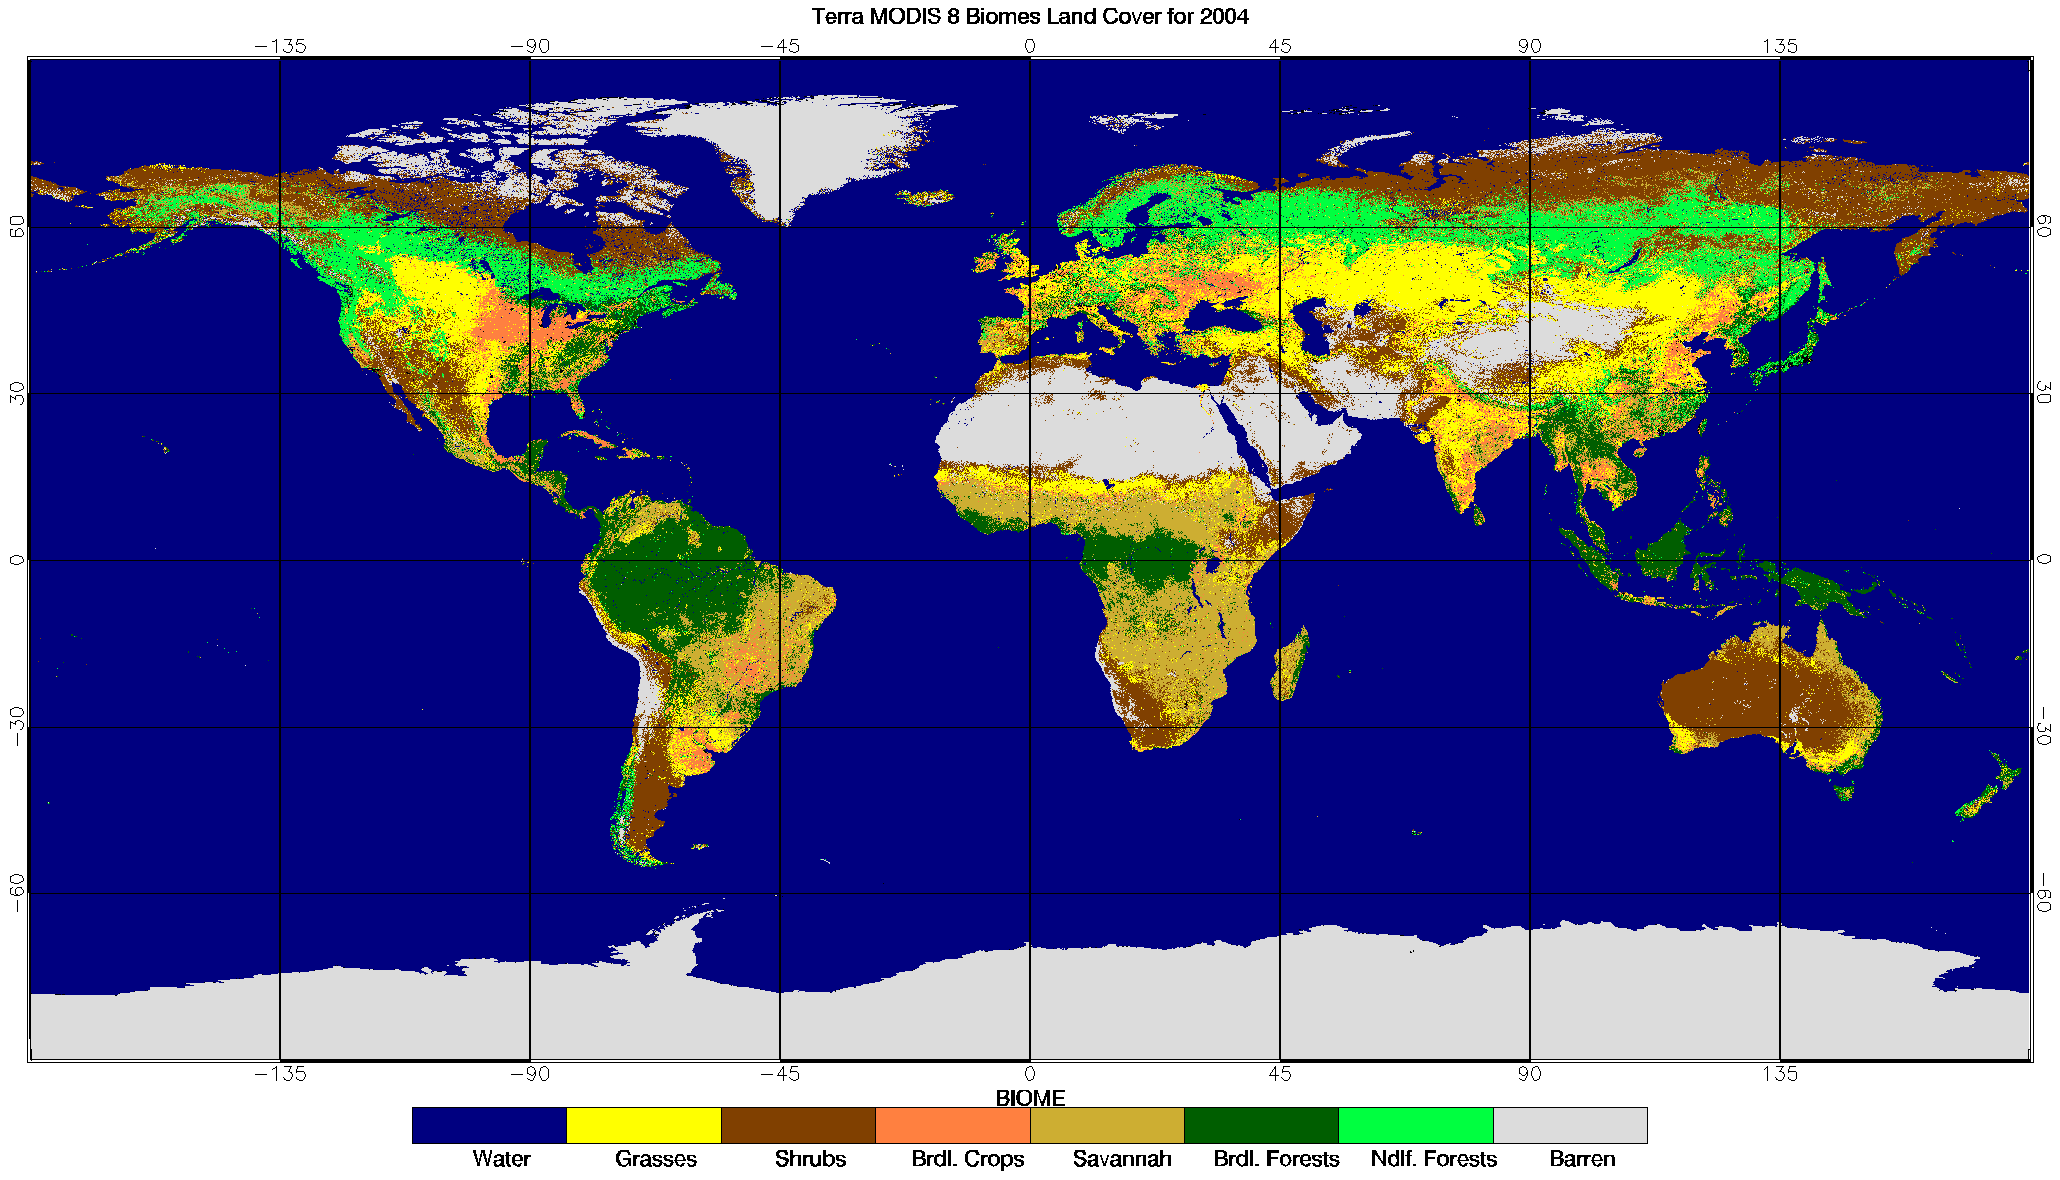 Terra MODIS 8 Biomes Land Cover for 2004
−135 −90 −45 0 45 90 135
60 60
30 30
0 0
−30 −30
−60 −60
−135 −90 −45 0 45 90 135
BIOME
Water Grasses Shrubs Brdl. Crops Savannah Brdl. Forests Ndlf. Forests Barren